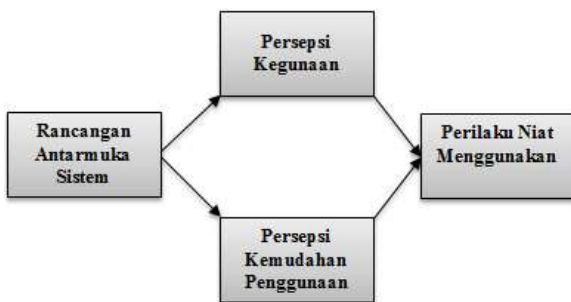 Persepsi
Kegunaan
Rancangan
Antarmuka
Sistem
Perilaku Niat
Menggunakan
Persepsi
Kemudahan
Penggunaan